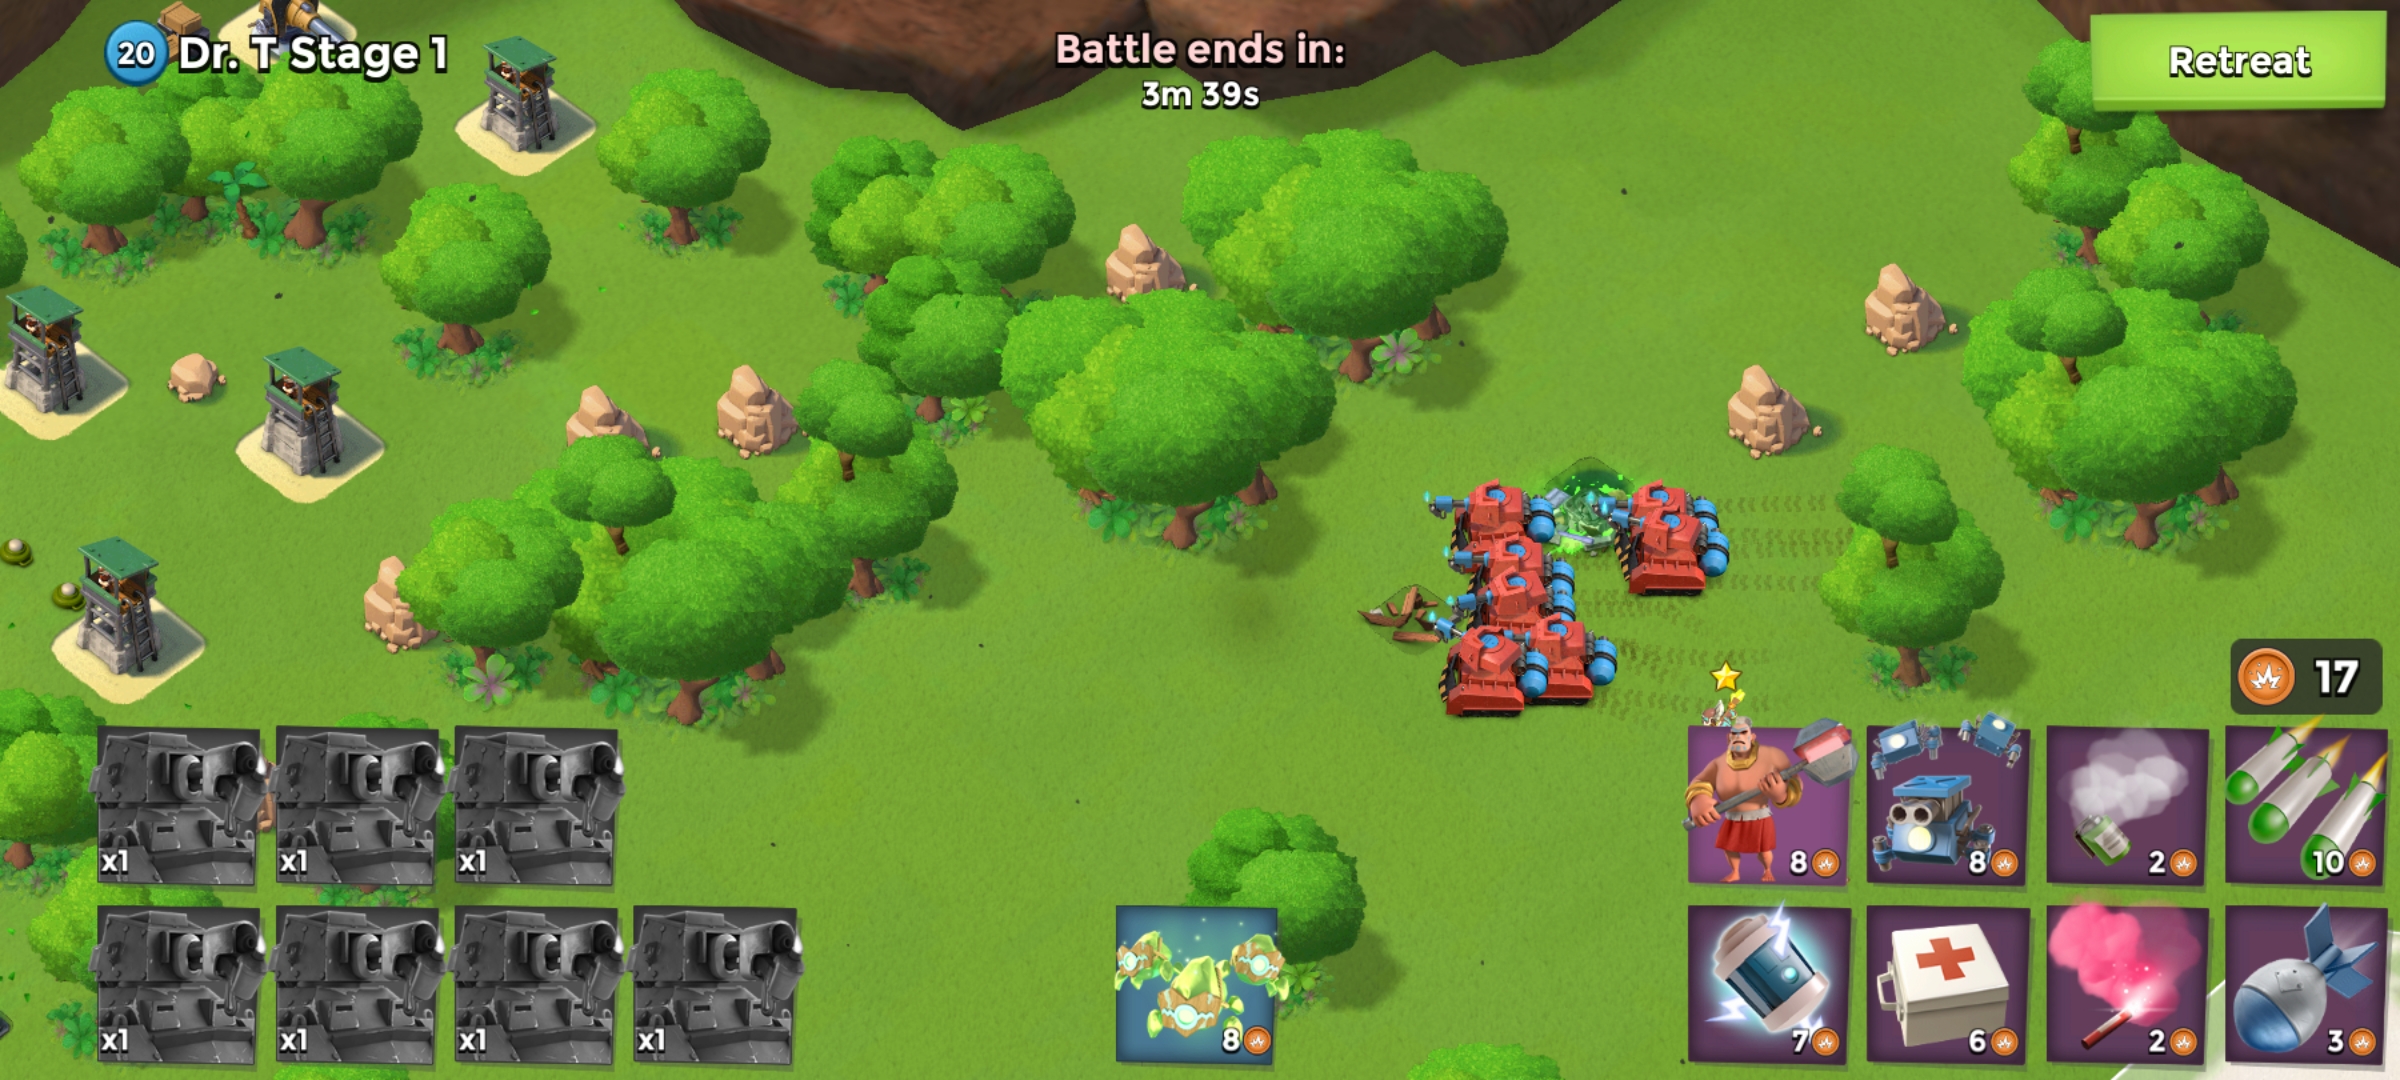 20 Dr. T Stage 1
Battle ends in:
3m 39s
Retreat
17
x1 x1 x1
8 8 2 10
x1 x1 x1 x1
8
7 6 2 3